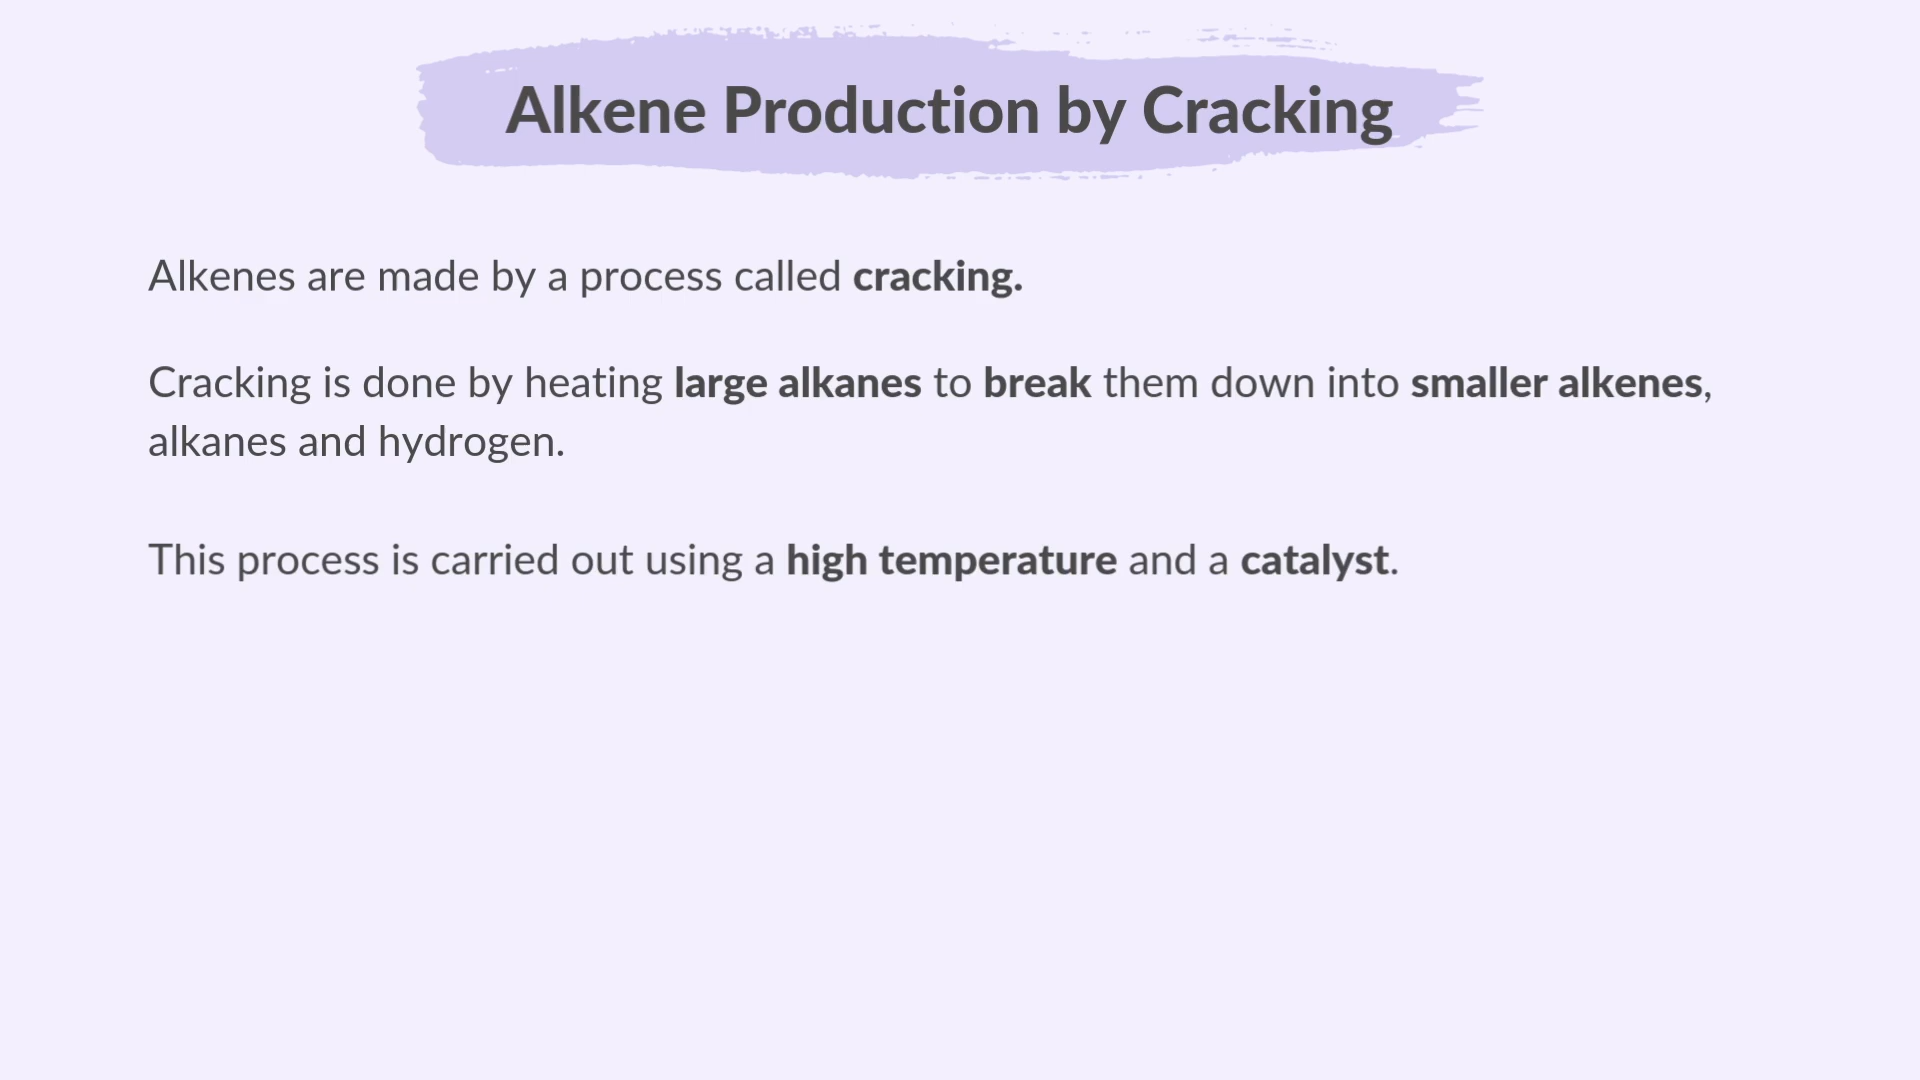 Alkene Production by Cracking
Alkenes are made by a process called cracking.
Cracking is done by heating large alkanes to break them down into smaller alkenes,
alkanes and hydrogen.
This process is carried out using a high temperature and a catalyst.